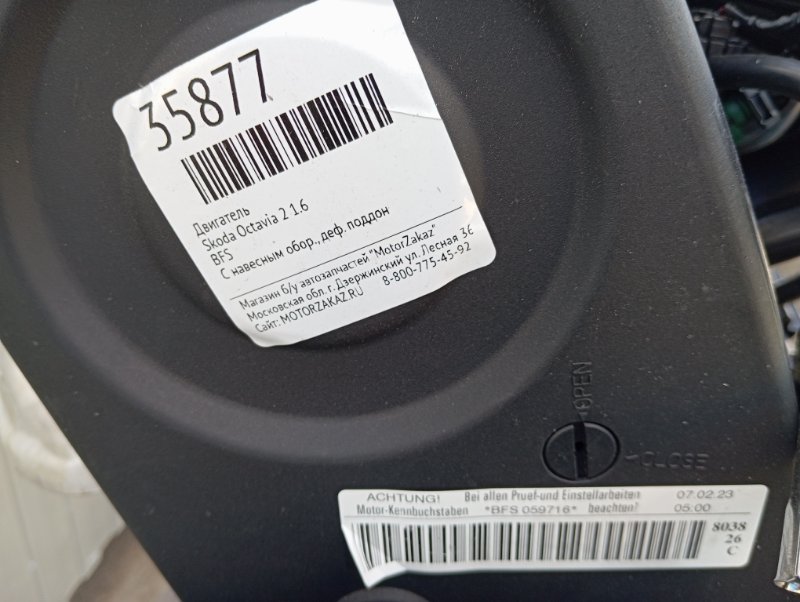 35877
Двигатель
Skoda Octavia 2 1.6
BFS
С навесным обор., деф. поддон
Магазин б/у автозапчастей "MotorZakaz"
Московская обл. г. Дзержинский ул. Лесная 36
Сайт: MOTORZAKAZ.RU 8-800-775-45-92
OPEN
CLOSE
ACHTUNG! Bei allen Pruef-und Einstellarbeiten 07.02.23
Motor-Kennbuchstaben *BFS 059716* beachten! 05:00
8038
26
C